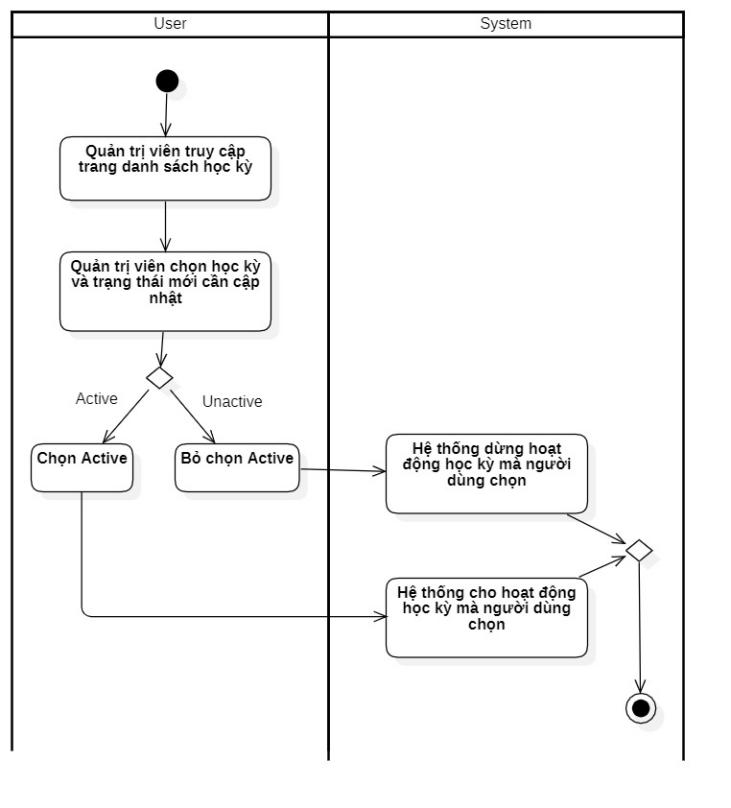 User
System
Quản trị viên truy cập
trang danh sách học kỳ
Quản trị viên chọn học kỳ
và trạng thái mới cần cập
nhật
Active
Unactive
Chọn Active
Bỏ chọn Active
Hệ thống dừng hoạt
động học kỳ mà người
dùng chọn
Hệ thống cho hoạt động
học kỳ mà người dùng
chọn